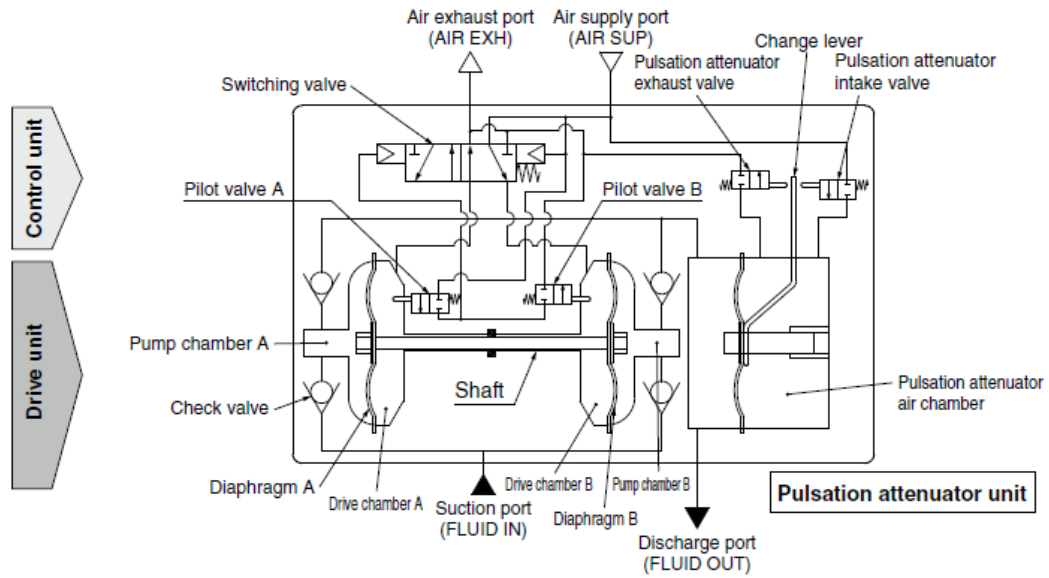 Air exhaust port
(AIR EXH)
Air supply port
(AIR SUP)
Change lever
Pulsation attenuator
exhaust valve
Pulsation attenuator
intake valve
Switching valve
Control unit
Pilot valve A
Pilot valve B
Drive unit
Pump chamber A
Shaft
Check valve
Pulsation attenuator
air chamber
Diaphragm A
Drive chamber A
Suction port
(FLUID IN)
Drive chamber B
Pump chamber B
Diaphragm B
Pulsation attenuator unit
Discharge port
(FLUID OUT)